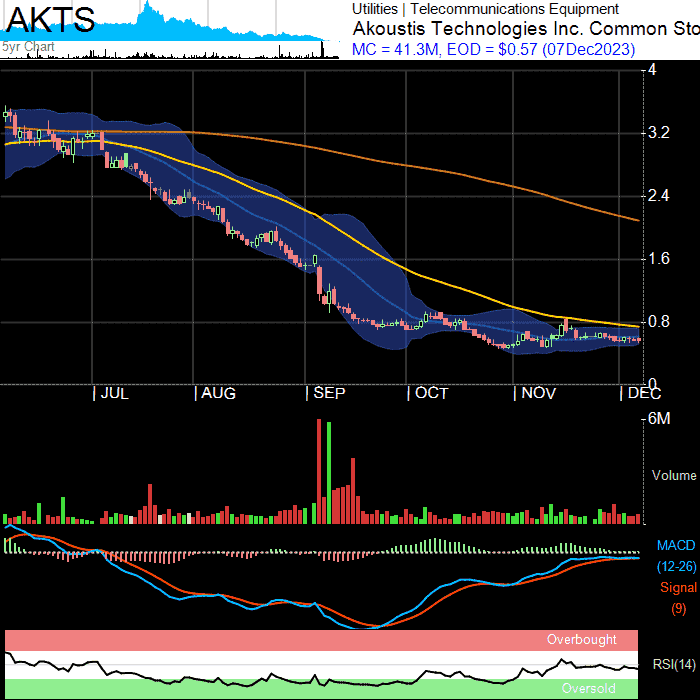 AKTS
5yr Chart
Utilities | Telecommunications Equipment
Akoustis Technologies Inc. Common Sto
MC = 41.3M, EOD = $0.57 (07Dec2023)
4
3.2
2.4
1.6
0.8
0
| JUL | AUG | SEP | OCT | NOV | DEC
6M
Volume
MACD
(12-26)
Signal
(9)
Overbought
RSI(14)
Oversold